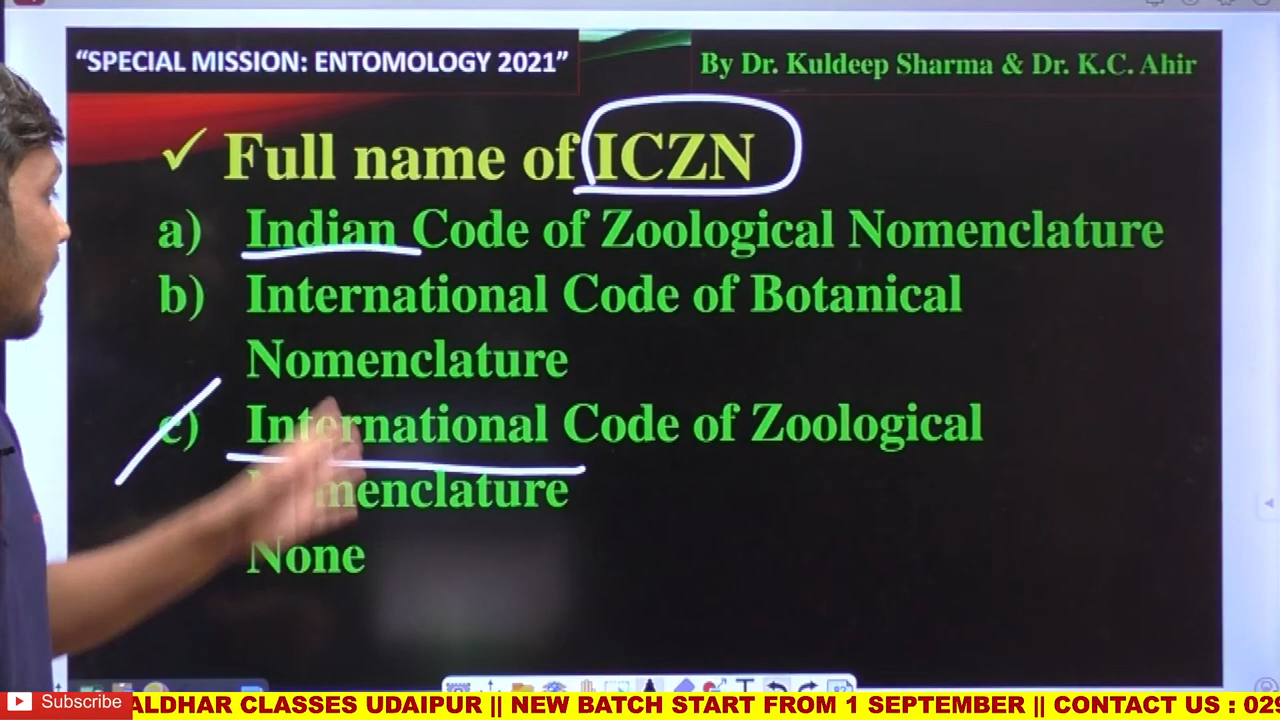 “SPECIAL MISSION: ENTOMOLOGY 2021”
By Dr. Kuldeep Sharma & Dr. K.C. Ahir
✓ Full name of ICZN
a) Indian Code of Zoological Nomenclature
b) International Code of Botanical
Nomenclature
c) International Code of Zoological
Nomenclature
None
Subscribe
ALDHAR CLASSES UDAIPUR || NEW BATCH START FROM 1 SEPTEMBER || CONTACT US : 029